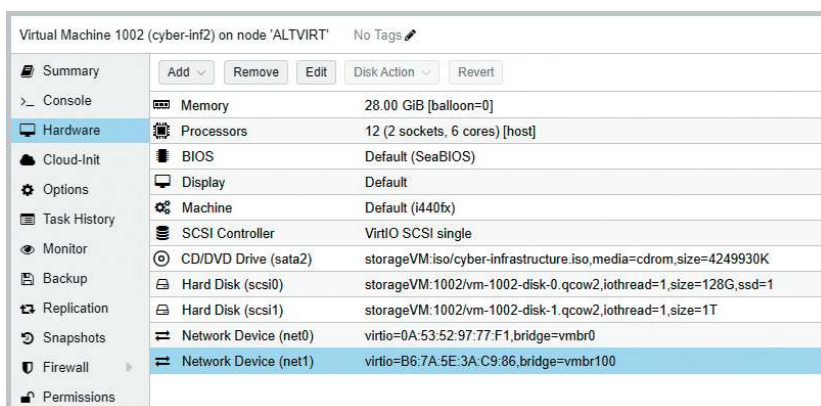 Virtual Machine 1002 (cyber-inf2) on node 'ALTVIRT' No Tags
Summary
Console
Hardware
Cloud-Init
Options
Task History
Monitor
Backup
Replication
Snapshots
Firewall
Permissions
Add Remove Edit Disk Action Revert
Memory 28.00 GiB [balloon=0]
Processors 12 (2 sockets, 6 cores) [host]
BIOS Default (SeaBIOS)
Display Default
Machine Default (i440fx)
SCSI Controller VirtIO SCSI single
CD/DVD Drive (sata2) storageVM:iso/cyber-infrastructure.iso,media=cdrom,size=4249930K
Hard Disk (scsi0) storageVM:1002/vm-1002-disk-0.qcow2,iothread=1,size=128G,ssd=1
Hard Disk (scsi1) storageVM:1002/vm-1002-disk-1.qcow2,iothread=1,size=1T
Network Device (net0) virtio=0A:53:52:97:77:F1,bridge=vmbr0
Network Device (net1) virtio=B6:7A:5E:3A:C9:86,bridge=vmbr100